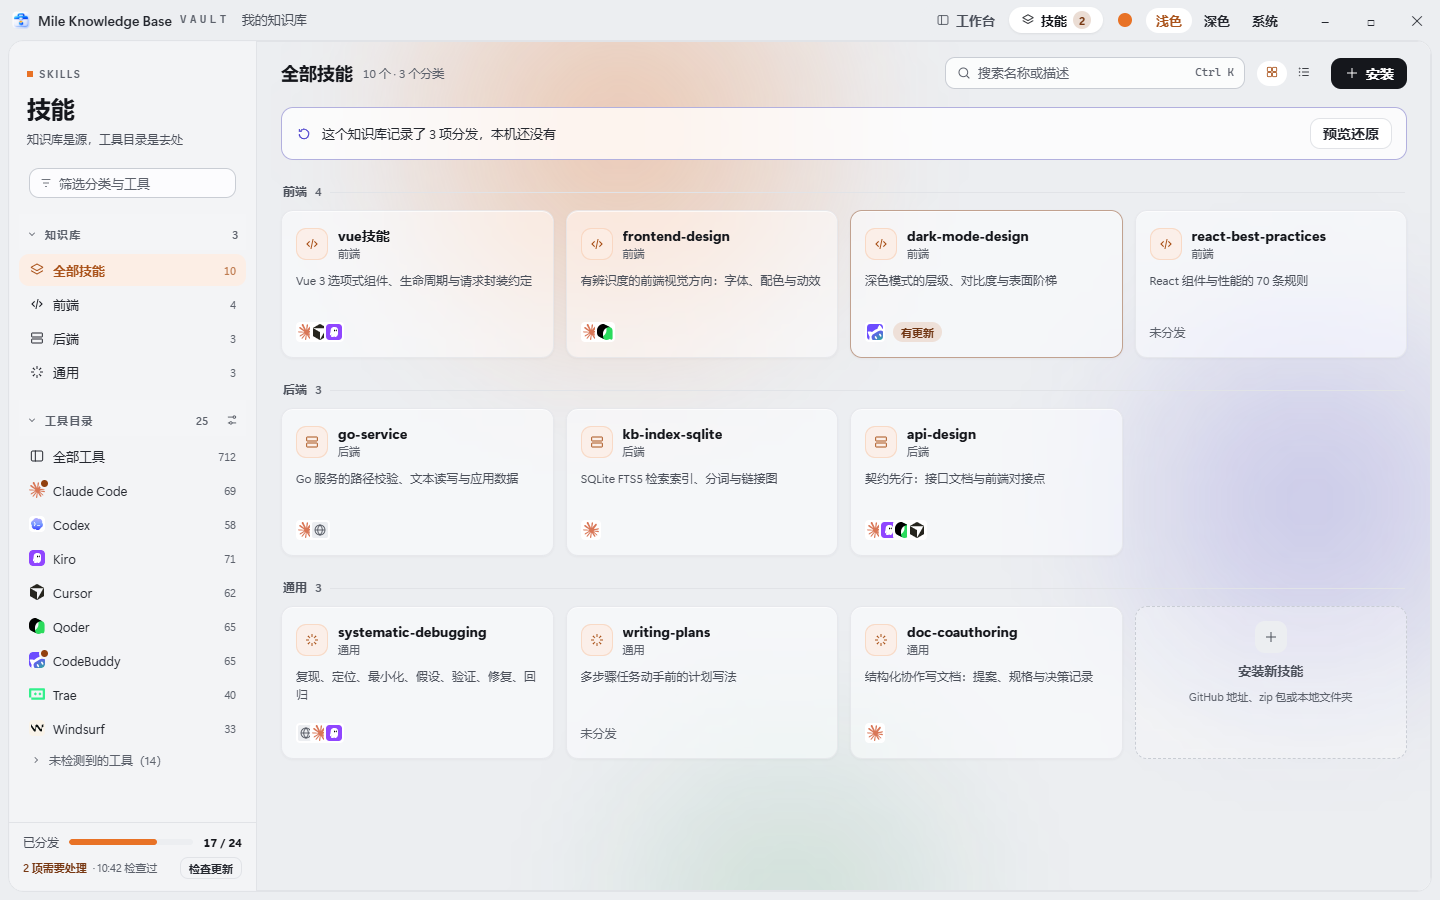 Mile Knowledge Base VAULT 我的知识库
工作台 技能 2 浅色 深色 系统
SKILLS
技能
知识库是源，工具目录是去处
筛选分类与工具
知识库 3
全部技能 10
前端 4
后端 3
通用 3
工具目录 25
全部工具 712
Claude Code 69
Codex 58
Kiro 71
Cursor 62
Qoder 65
CodeBuddy 65
Trae 40
Windsurf 33
未检测到的工具 (14)
已分发 17 / 24
2 项需要处理 · 10:42 检查过 检查更新
全部技能 10 个 · 3 个分类
搜索名称或描述 Ctrl K
安装
这个知识库记录了 3 项分发，本机还没有
预览还原
前端 4
vue技能
前端
Vue 3 选项式组件、生命周期与请求封装约定
frontend-design
前端
有辨识度的前端视觉方向：字体、配色与动效
dark-mode-design
前端
深色模式的层级、对比度与表面阶梯
有更新
react-best-practices
前端
React 组件与性能的 70 条规则
未分发
后端 3
go-service
后端
Go 服务的路径校验、文本读写与应用数据
kb-index-sqlite
后端
SQLite FTS5 检索索引、分词与链接图
api-design
后端
契约先行：接口文档与前端对接点
通用 3
systematic-debugging
通用
复现、定位、最小化、假设、验证、修复、回
归
writing-plans
通用
多步骤任务动手前的计划写法
未分发
doc-coauthoring
通用
结构化协作写文档：提案、规格与决策记录
安装新技能
GitHub 地址、zip 包或本地文件夹